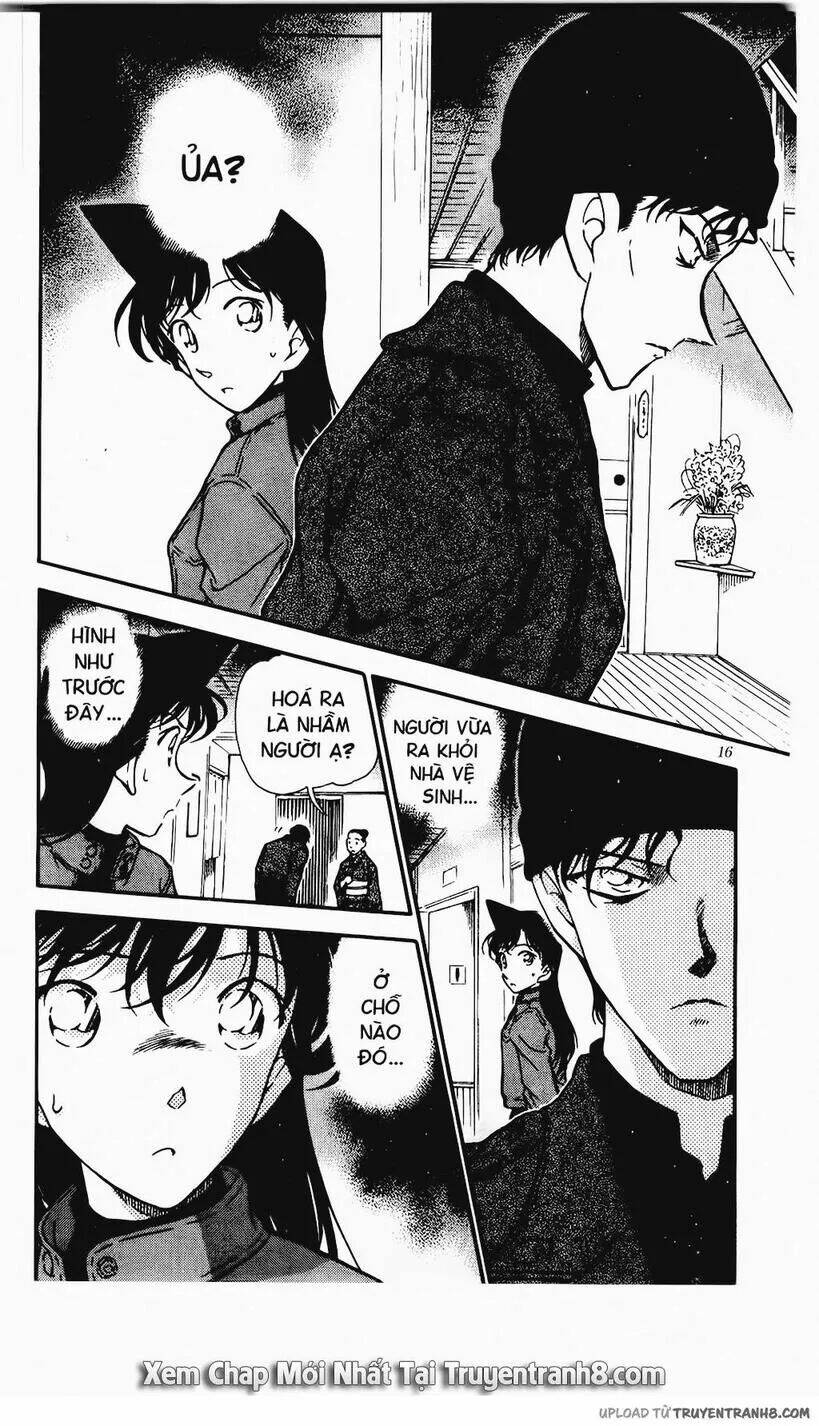 ỦA?
16
NGƯỜI VỪA
RA KHỎI
NHÀ VỆ
SINH...
HOÁ RA
LÀ NHẦM
NGƯỜI Ạ?
HÌNH
NHƯ
TRƯỚC
ĐÂY...
Ở
CHỖ
NÀO
ĐÓ...
Xem Chap Mới Nhất Tại Truyentranh8.com
UPLOAD TỪ TRUYENTRANH8.COM